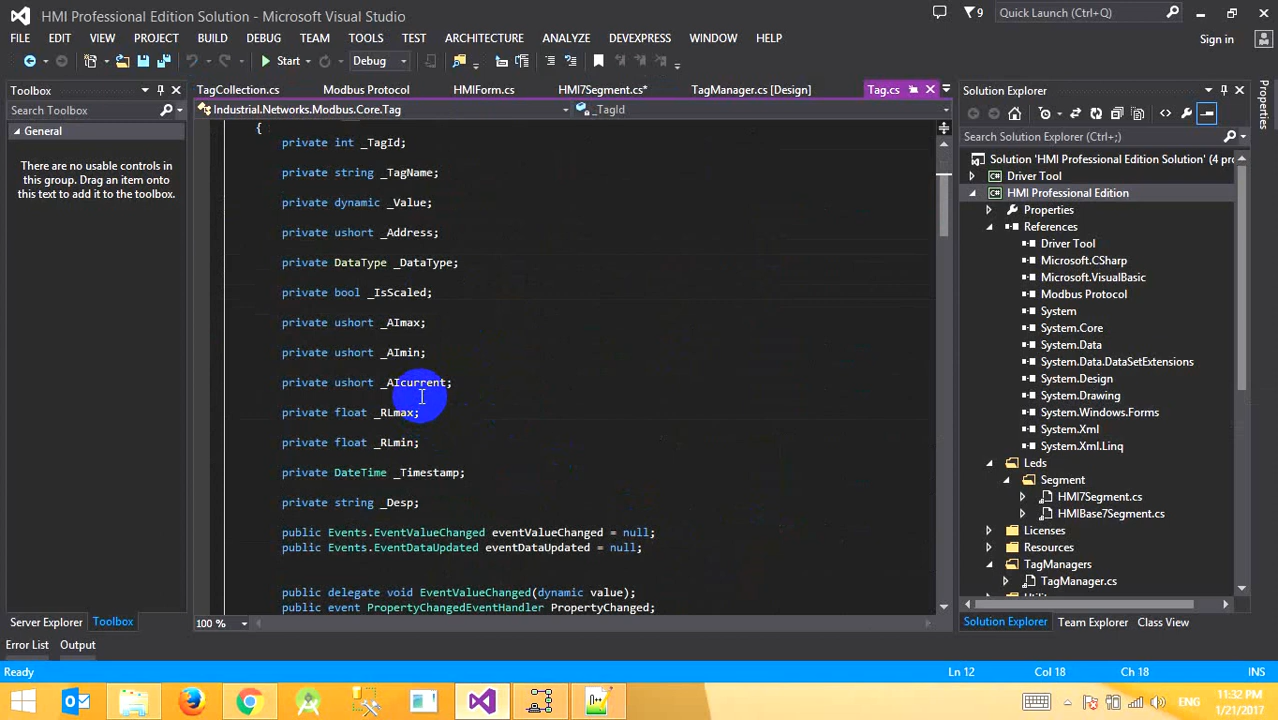 HMI Professional Edition Solution - Microsoft Visual Studio
9
Quick Launch (Ctrl+Q)
FILE EDIT VIEW PROJECT BUILD DEBUG TEAM TOOLS TEST ARCHITECTURE ANALYZE DEVEXPRESS WINDOW HELP
Sign in
Start
Debug
Toolbox
Search Toolbox
General
There are no usable controls in
this group. Drag an item onto
this text to add it to the toolbox.
Server Explorer Toolbox
TagCollection.cs Modbus Protocol HMIForm.cs HMI7Segment.cs* TagManager.cs [Design] Tag.cs
Industrial.Networks.Modbus.Core.Tag _TagId
{
private int _TagId;
private string _TagName;
private dynamic _Value;
private ushort _Address;
private DataType _DataType;
private bool _IsScaled;
private ushort _AImax;
private ushort _AImin;
private ushort _AIcurrent;
private float _RLmax;
private float _RLmin;
private DateTime _Timestamp;
private string _Desp;
public Events.EventValueChanged eventValueChanged = null;
public Events.EventDataUpdated eventDataUpdated = null;
public delegate void EventValueChanged(dynamic value);
public event PropertyChangedEventHandler PropertyChanged;
100 %
Solution Explorer
Search Solution Explorer (Ctrl+;)
Solution 'HMI Professional Edition Solution' (4 pr
Driver Tool
HMI Professional Edition
Properties
References
Driver Tool
Microsoft.CSharp
Microsoft.VisualBasic
Modbus Protocol
System
System.Core
System.Data
System.Data.DataSetExtensions
System.Design
System.Drawing
System.Windows.Forms
System.Xml
System.Xml.Linq
Leds
Segment
HMI7Segment.cs
HMIBase7Segment.cs
Licenses
Resources
TagManagers
TagManager.cs
Solution Explorer Team Explorer Class View
Properties
Error List Output
Ready
Ln 12 Col 18 Ch 18 INS
ENG
11:32 PM
1/21/2017